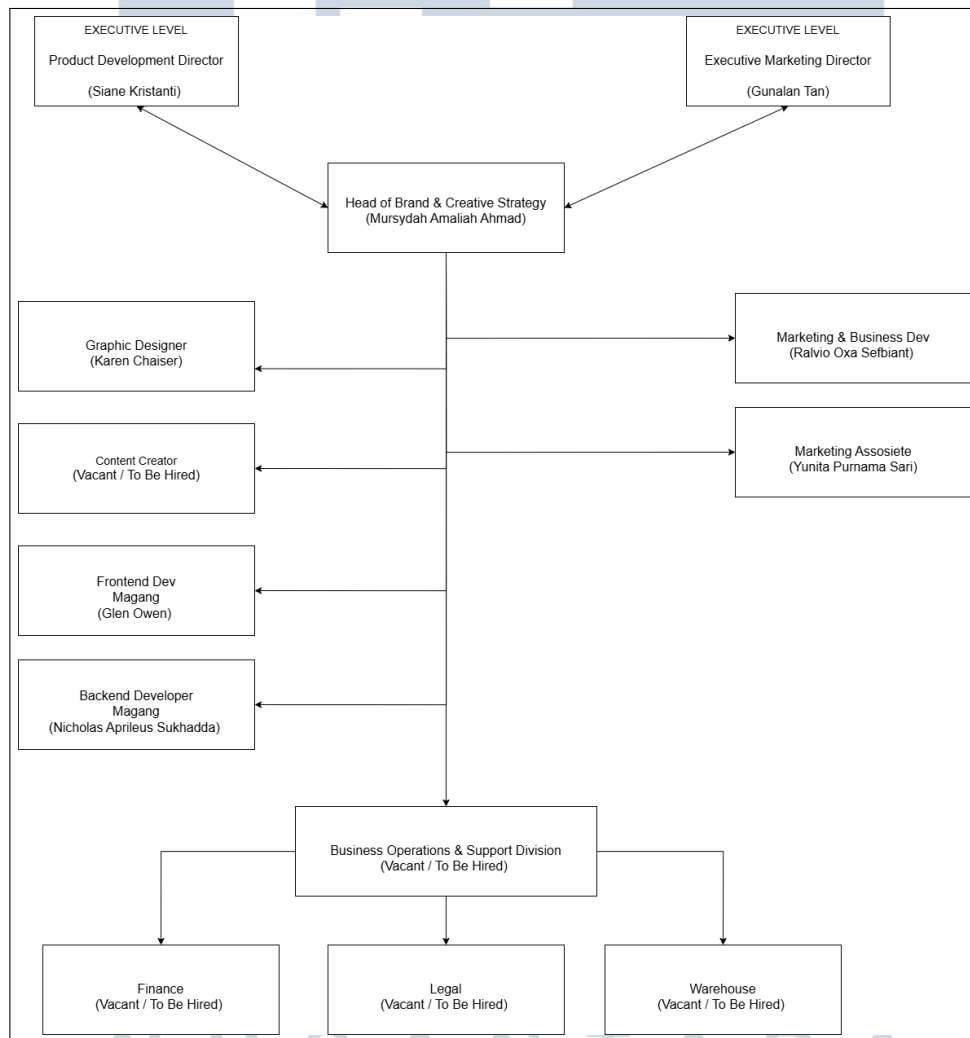 EXECUTIVE LEVEL
Product Development Director
(Siane Kristanti)
EXECUTIVE LEVEL
Executive Marketing Director
(Gunalan Tan)
Head of Brand & Creative Strategy
(Mursydah Amaliah Ahmad)
Graphic Designer
(Karen Chaiser)
Marketing & Business Dev
(Ralvio Oxa Sefbiant)
Content Creator
(Vacant / To Be Hired)
Marketing Assosiete
(Yunita Purnama Sari)
Frontend Dev
Magang
(Glen Owen)
Backend Developer
Magang
(Nicholas Aprileus Sukhadda)
Business Operations & Support Division
(Vacant / To Be Hired)
Finance
(Vacant / To Be Hired)
Legal
(Vacant / To Be Hired)
Warehouse
(Vacant / To Be Hired)